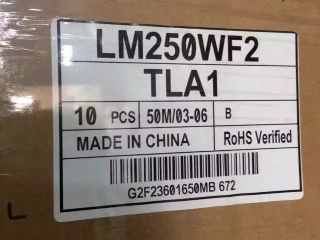 LM250WF2
TLA1
10 PCS 50M/03-06 B
MADE IN CHINA RoHS Verified
G2F23601650MB 672
L